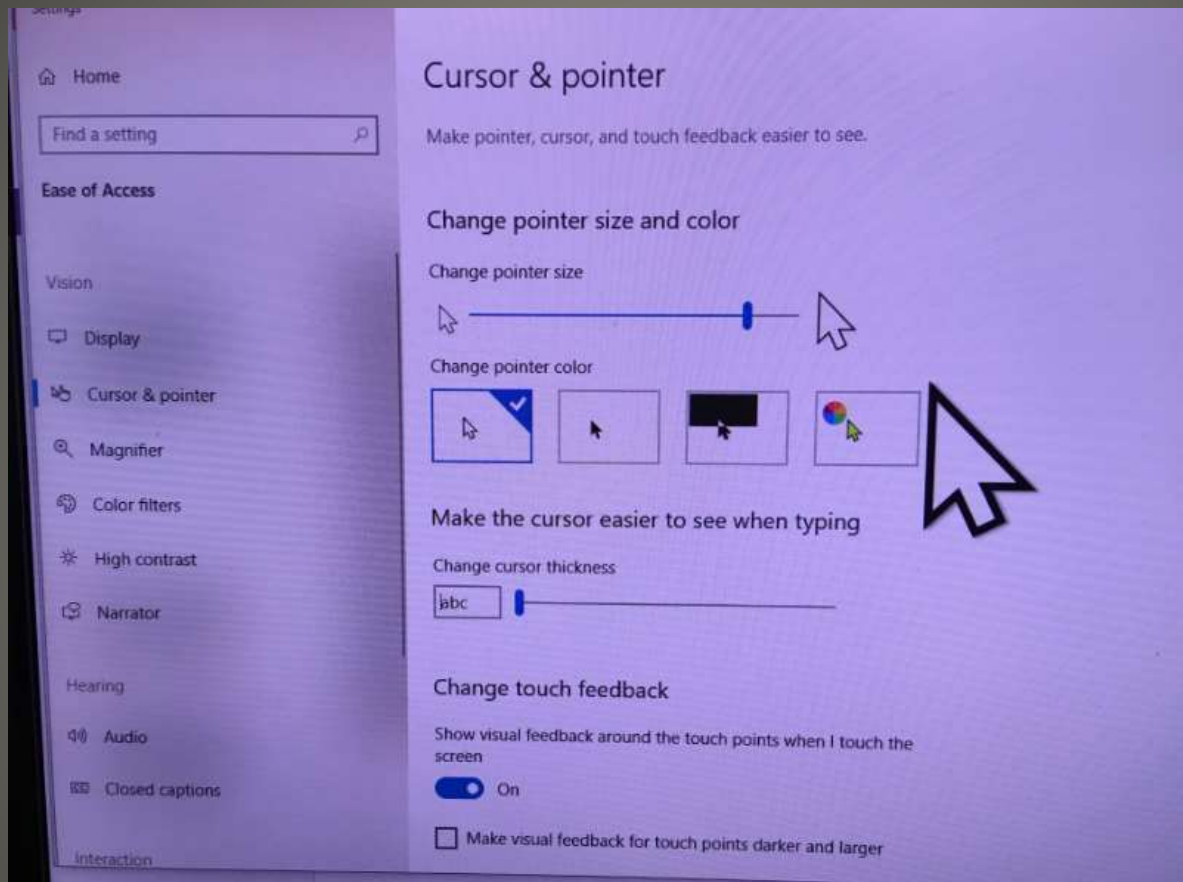 Settings
Home
Find a setting
Ease of Access
Vision
Display
Cursor & pointer
Magnifier
Color filters
High contrast
Narrator
Hearing
Audio
Closed captions
Interaction
Cursor & pointer
Make pointer, cursor, and touch feedback easier to see.
Change pointer size and color
Change pointer size
Change pointer color
Make the cursor easier to see when typing
Change cursor thickness
abc
Change touch feedback
Show visual feedback around the touch points when I touch the
screen
On
Make visual feedback for touch points darker and larger